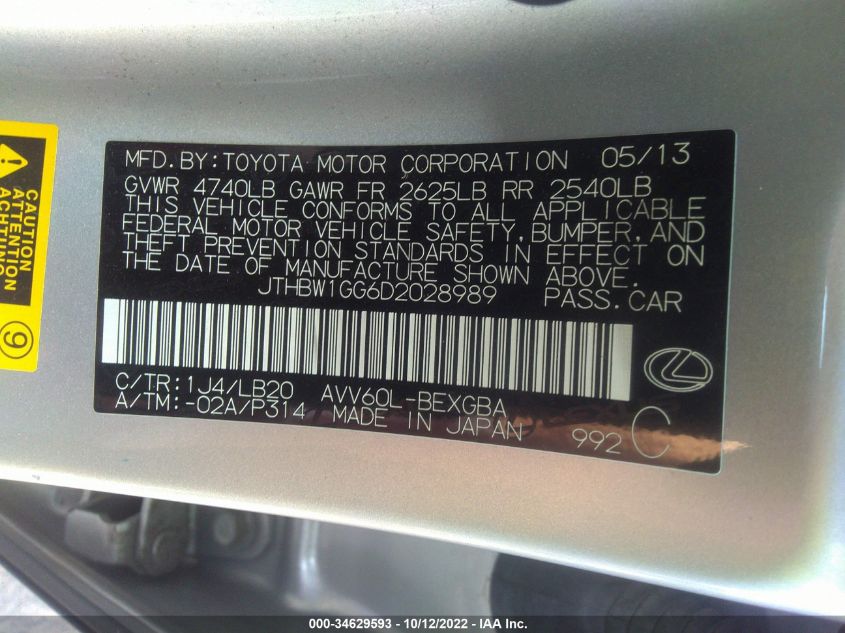 MFD.BY:TOYOTA MOTOR CORPORATION 05/13
GVWR 4740LB GAWR FR 2625LB RR 2540LB
THIS VEHICLE CONFORMS TO ALL APPLICABLE
FEDERAL MOTOR VEHICLE SAFETY, BUMPER, AND
THEFT PREVENTION STANDARDS IN EFFECT ON
THE DATE OF MANUFACTURE SHOWN ABOVE.
JTHBW1GG6D2028989 PASS.CAR
C/TR:1J4/LB20 AVV60L-BEXGBA
A/TM:-02A/P314 MADE IN JAPAN 992 C
CAUTION
ATTENTION
ACHTUNG
9
000-34629593 - 10/12/2022 - IAA Inc.